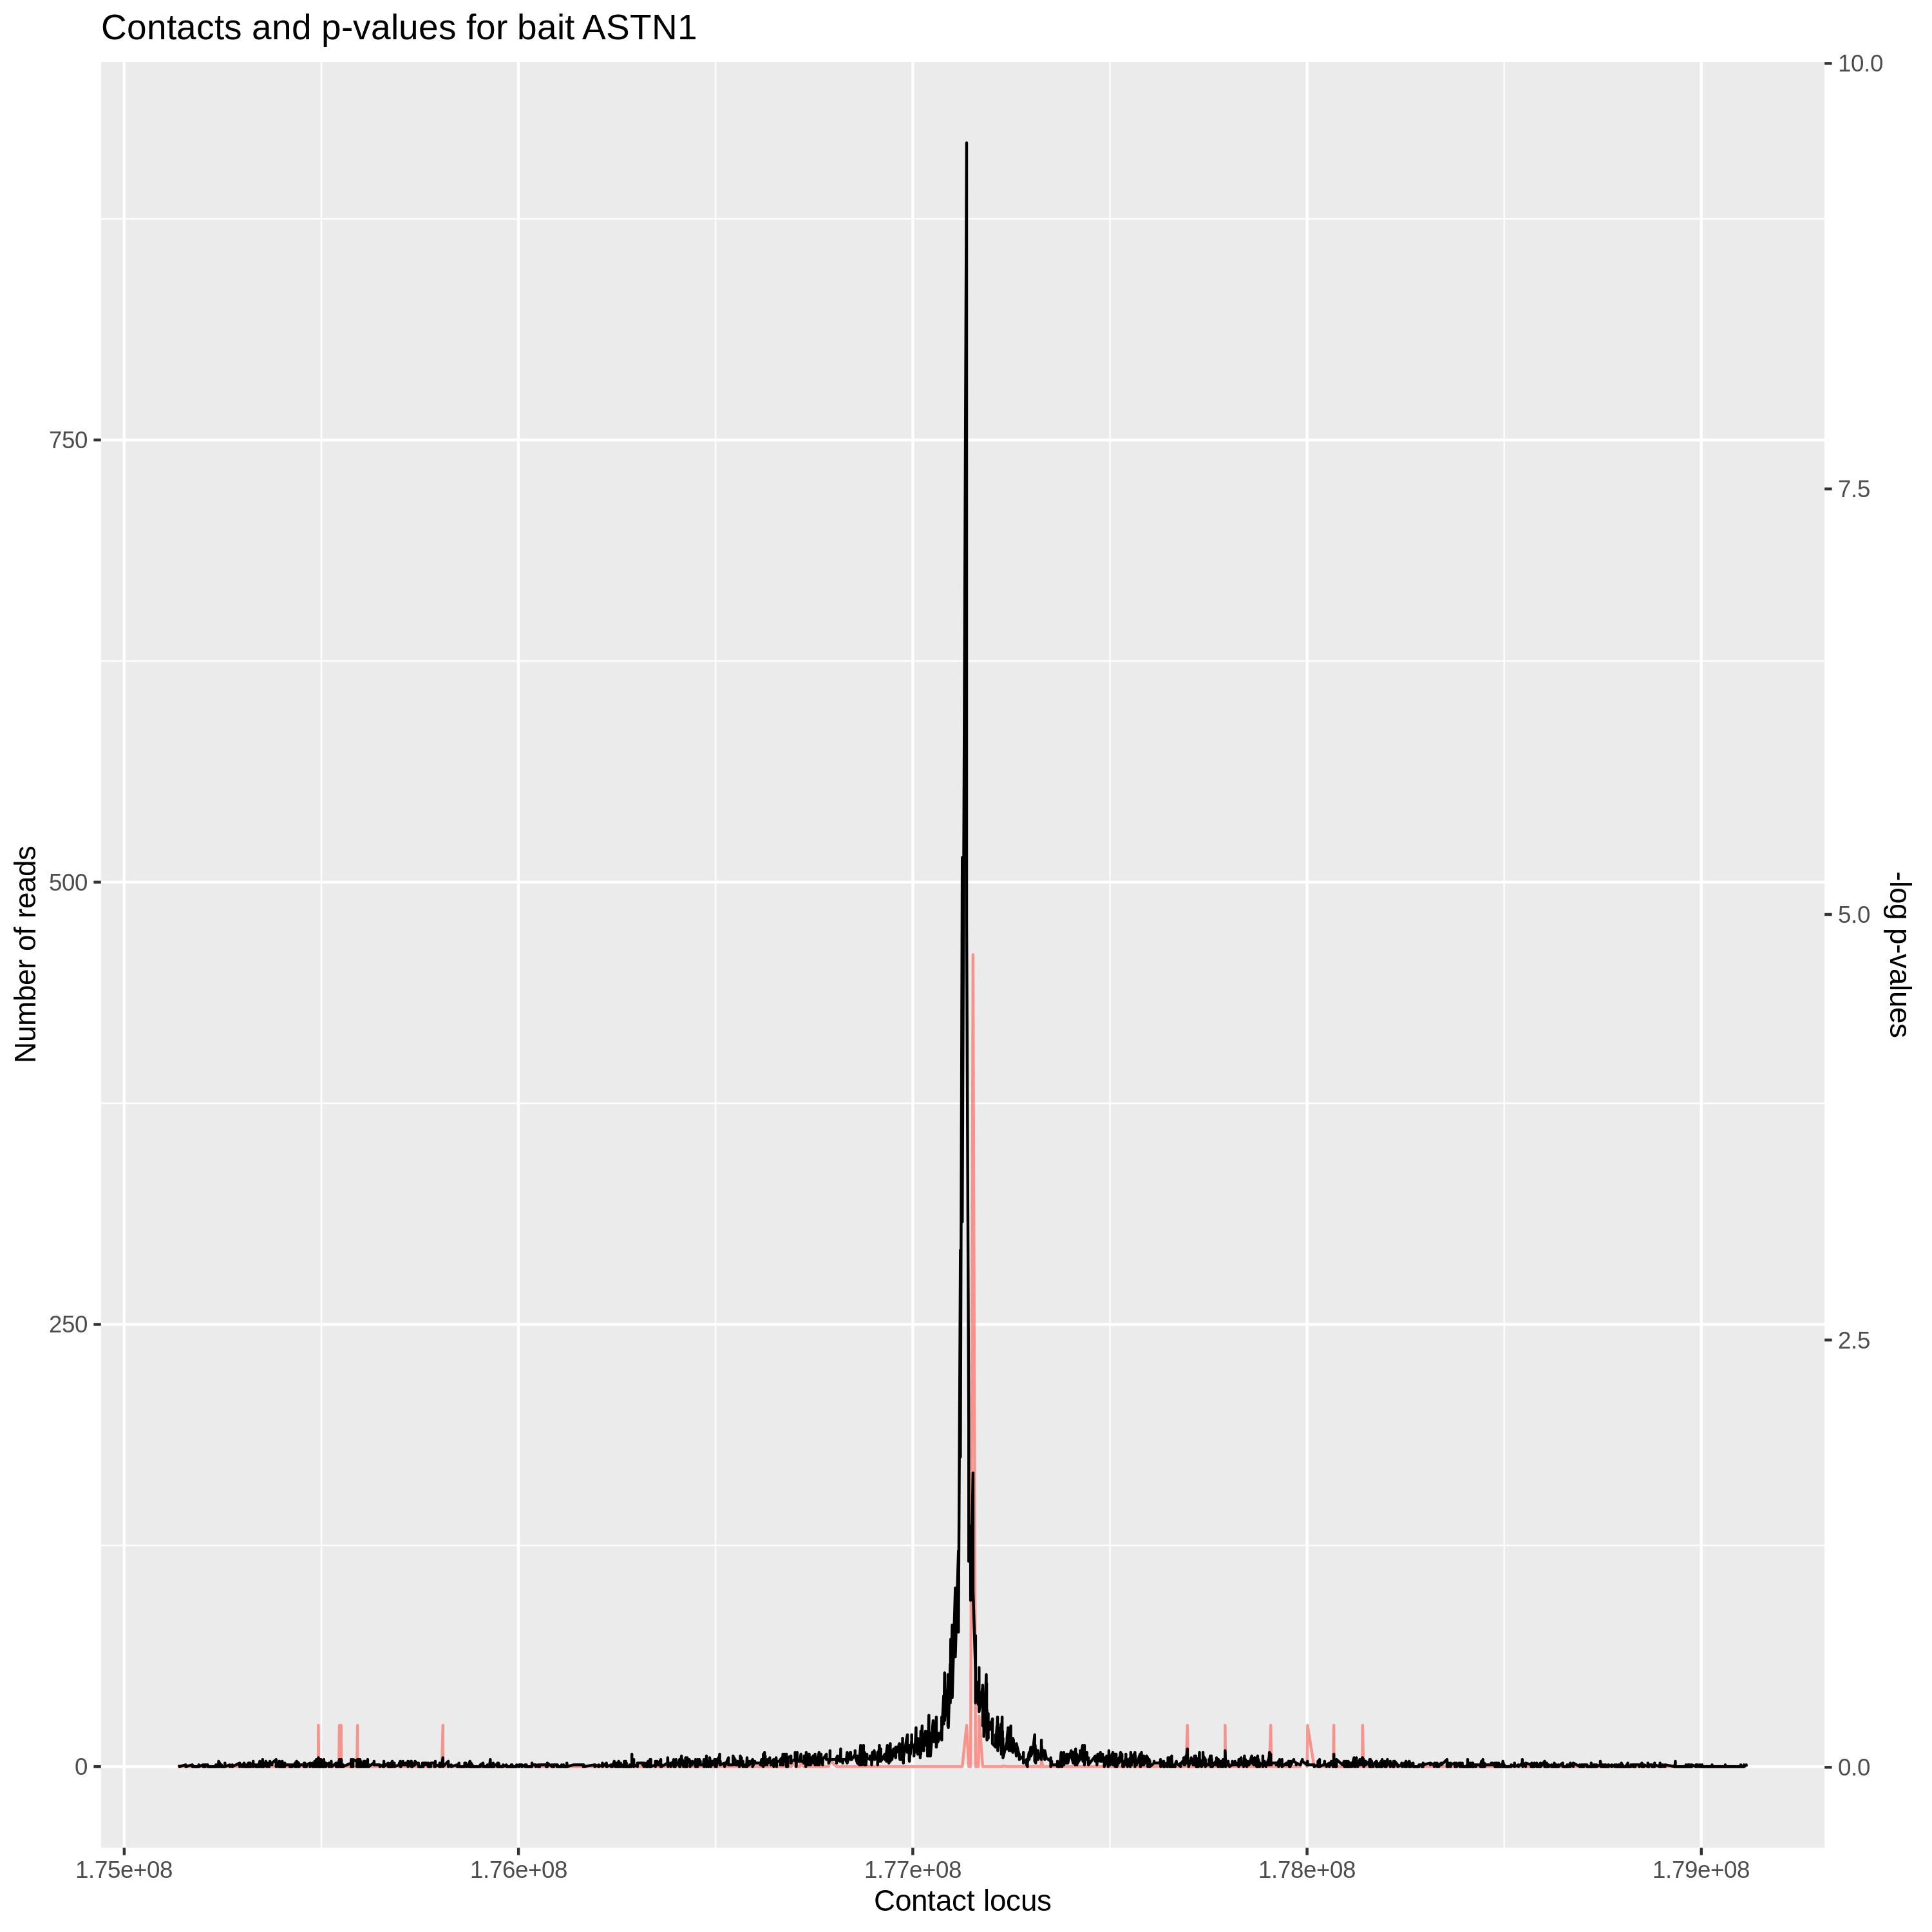 Contacts and p-values for bait ASTN1
10.0
750
7.5
500
5.0
Number of reads
-log p-values
250
2.5
0
0.0
1.75e+08 1.76e+08 1.77e+08 1.78e+08 1.79e+08
Contact locus